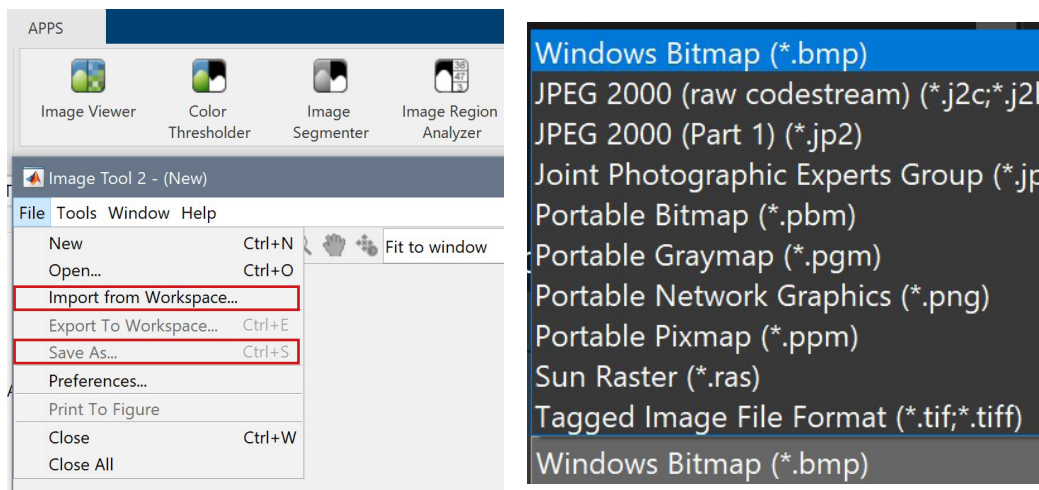 APPS
Image Viewer
Color
Thresholder
Image
Segmenter
Image Region
Analyzer
Image Tool 2 - (New)
File Tools Window Help
New Ctrl+N
Fit to window
Open... Ctrl+O
Import from Workspace...
Export To Workspace... Ctrl+E
Save As... Ctrl+S
Preferences...
Print To Figure
Close Ctrl+W
Close All
Windows Bitmap (*.bmp)
JPEG 2000 (raw codestream) (*.j2c;*.j2
JPEG 2000 (Part 1) (*.jp2)
Joint Photographic Experts Group (*.jp
Portable Bitmap (*.pbm)
Portable Graymap (*.pgm)
Portable Network Graphics (*.png)
Portable Pixmap (*.ppm)
Sun Raster (*.ras)
Tagged Image File Format (*.tif;*.tiff)
Windows Bitmap (*.bmp)